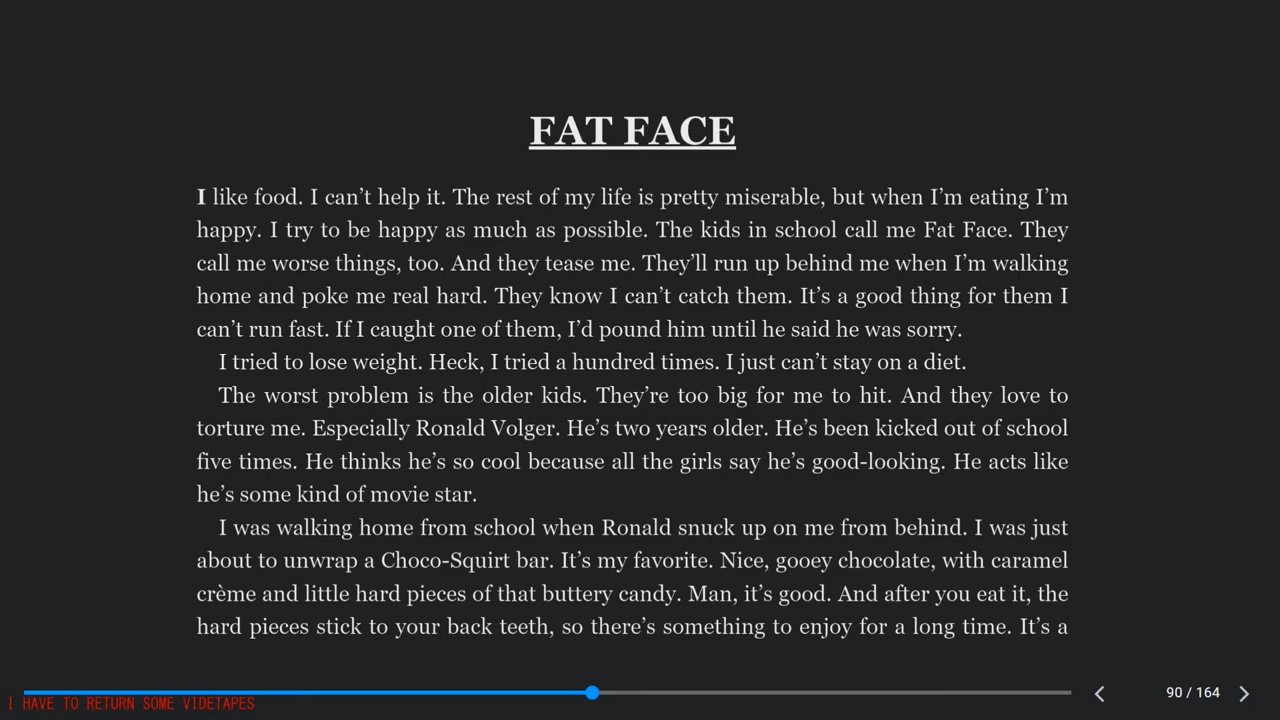 FAT FACE
I like food. I can’t help it. The rest of my life is pretty miserable, but when I’m eating I’m
happy. I try to be happy as much as possible. The kids in school call me Fat Face. They
call me worse things, too. And they tease me. They’ll run up behind me when I’m walking
home and poke me real hard. They know I can’t catch them. It’s a good thing for them I
can’t run fast. If I caught one of them, I’d pound him until he said he was sorry.
I tried to lose weight. Heck, I tried a hundred times. I just can’t stay on a diet.
The worst problem is the older kids. They’re too big for me to hit. And they love to
torture me. Especially Ronald Volger. He’s two years older. He’s been kicked out of school
five times. He thinks he’s so cool because all the girls say he’s good-looking. He acts like
he’s some kind of movie star.
I was walking home from school when Ronald snuck up on me from behind. I was just
about to unwrap a Choco-Squirt bar. It’s my favorite. Nice, gooey chocolate, with caramel
crème and little hard pieces of that buttery candy. Man, it’s good. And after you eat it, the
hard pieces stick to your back teeth, so there’s something to enjoy for a long time. It’s a
90 / 164
I HAVE TO RETURN SOME VIDETAPES